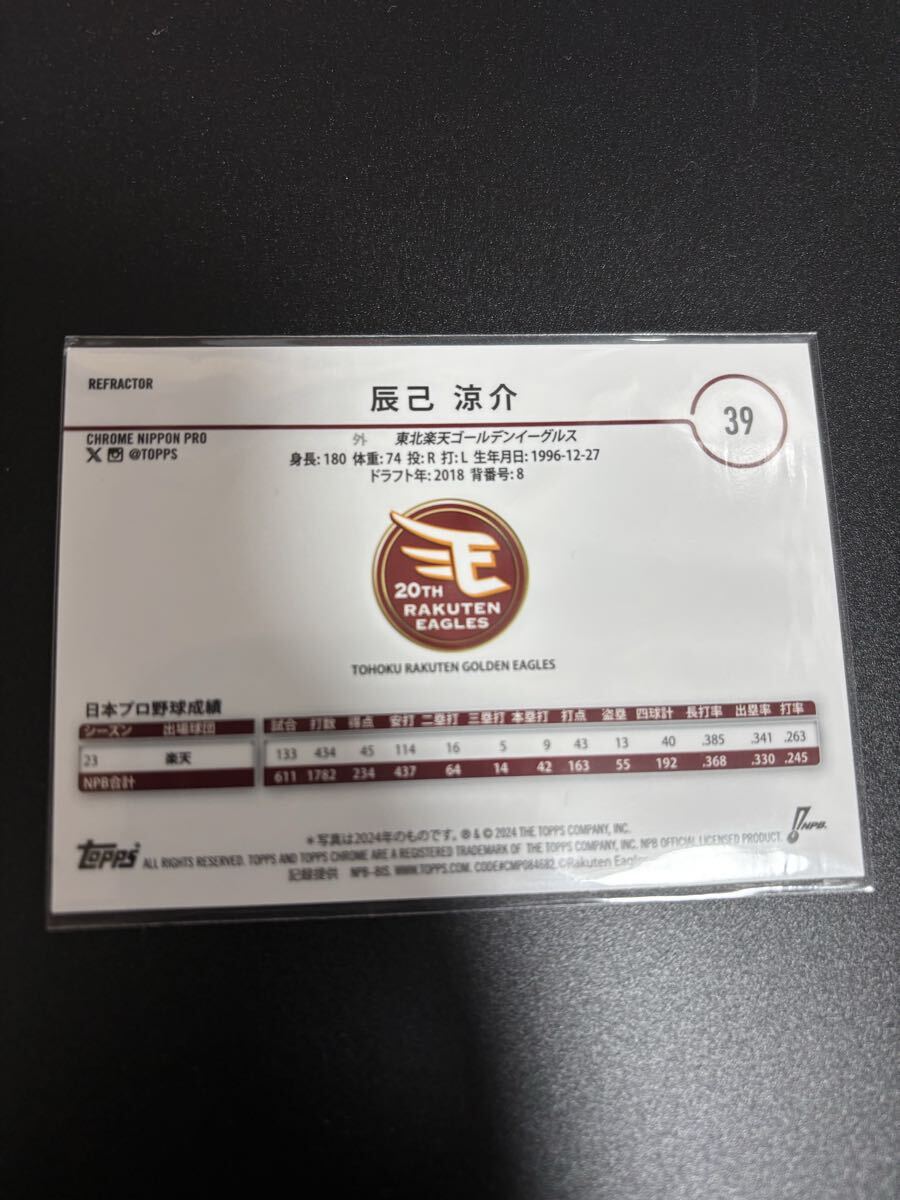 REFRACTOR
辰己 涼介
39
CHROME NIPPON PRO
@TOPPS
外 東北楽天ゴールデンイーグルス
身長: 180 体重: 74 投: R 打: L 生年月日: 1996-12-27
ドラフト年: 2018 背番号: 8
20TH
RAKUTEN
EAGLES
TOHOKU RAKUTEN GOLDEN EAGLES
日本プロ野球成績
シーズン 出場球団 試合 打数 得点 安打 二塁打 三塁打 本塁打 打点 盗塁 四球計 長打率 出塁率 打率
23 楽天 133 434 45 114 16 5 9 43 13 40 .385 .341 .263
NPB合計 611 1782 234 437 64 14 42 163 55 192 .368 .330 .245
＊写真は2024年のものです。 ® & © 2024 THE TOPPS COMPANY, INC.
ALL RIGHTS RESERVED. TOPPS AND TOPPS CHROME ARE A REGISTERED TRADEMARK OF THE TOPPS COMPANY, INC. NPB OFFICIAL LICENSED PRODUCT.
記録提供 NPB-BIS. WWW.TOPPS.COM. CODE#CMP084682 ©Rakuten Eagles
Topps
NPB.